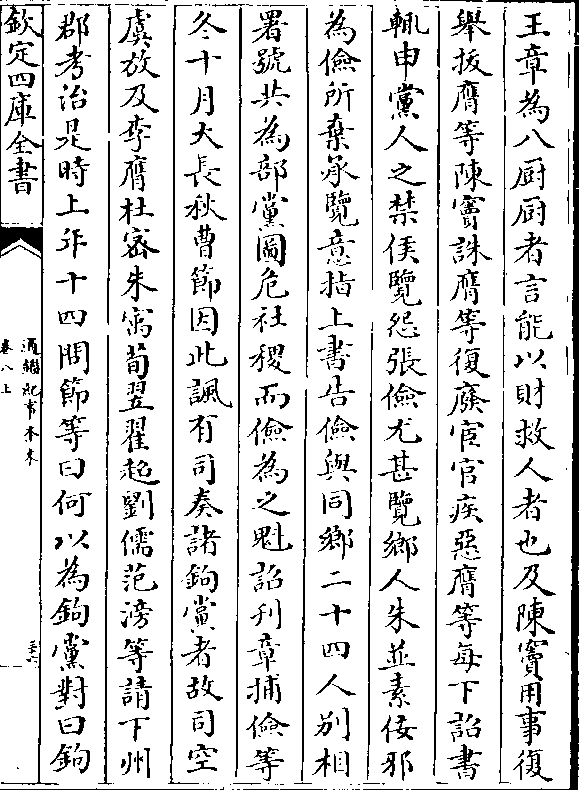 王章為八厨厨者言能以財救人者也及陳竇用事復
舉拔膺等陳竇誅膺等復廢宦官疾惡膺等每下詔書
輒申黨人之禁侯覽怨張儉尤甚覽鄉人朱並素佞邪
為儉所棄承覽意指上書告儉與同鄉二十四人别相
署號共為部黨圖危社稷而儉為之魁詔刊章捕儉等
冬十月大長秋曹節因此諷有司奏諸鉤黨者故司空
虞放及李膺杜密朱㝢荀翌翟超劉儒范滂等請下州
郡考治是時上年十四問節等曰何以為鉤黨對曰鉤
欽定四庫全書
通鑑紀事本末
卷八上